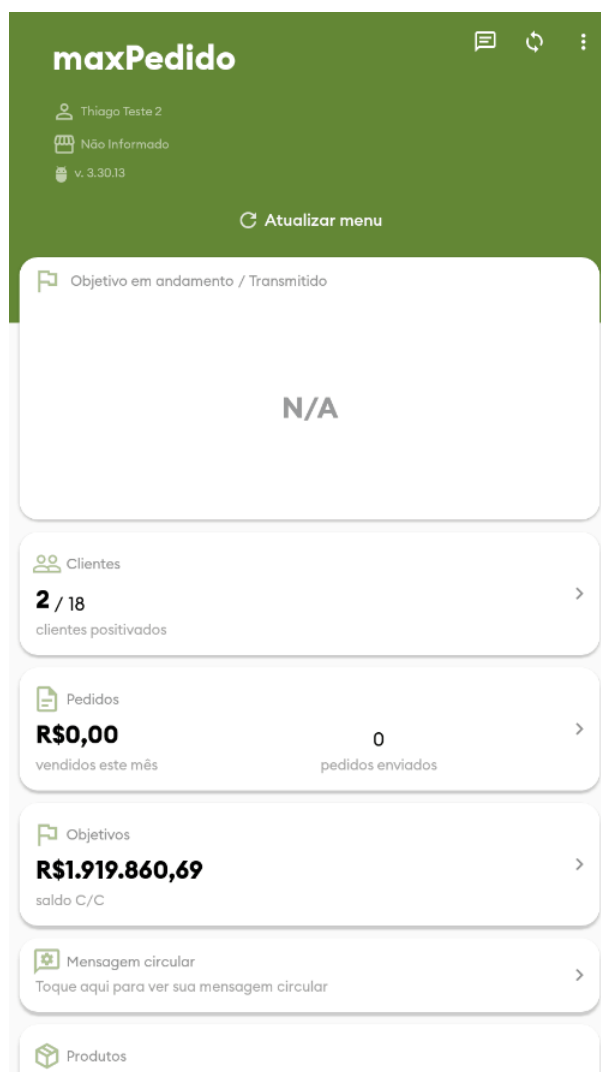 maxPedido
Thiago Teste 2
Não Informado
v. 3.30.13
Atualizar menu
Objetivo em andamento / Transmitido
N/A
Clientes
2 / 18
clientes positivados
Pedidos
R$0,00
0
vendidos este mês
pedidos enviados
Objetivos
R$1.919.860,69
saldo C/C
Mensagem circular
Toque aqui para ver sua mensagem circular
Produtos